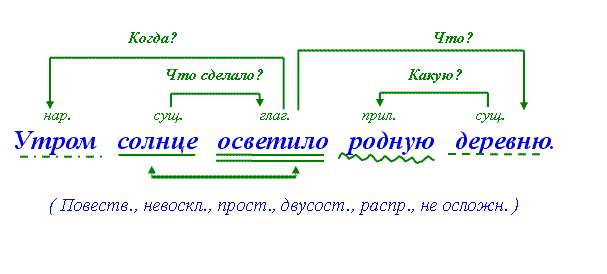 Когда? Что?
Что сделало? Какую?
нар. сущ. глаг. прил. сущ.
Утром солнце осветило родную деревню.
( Повеств., невоскл., прост., двусост., распр., не осложн. )